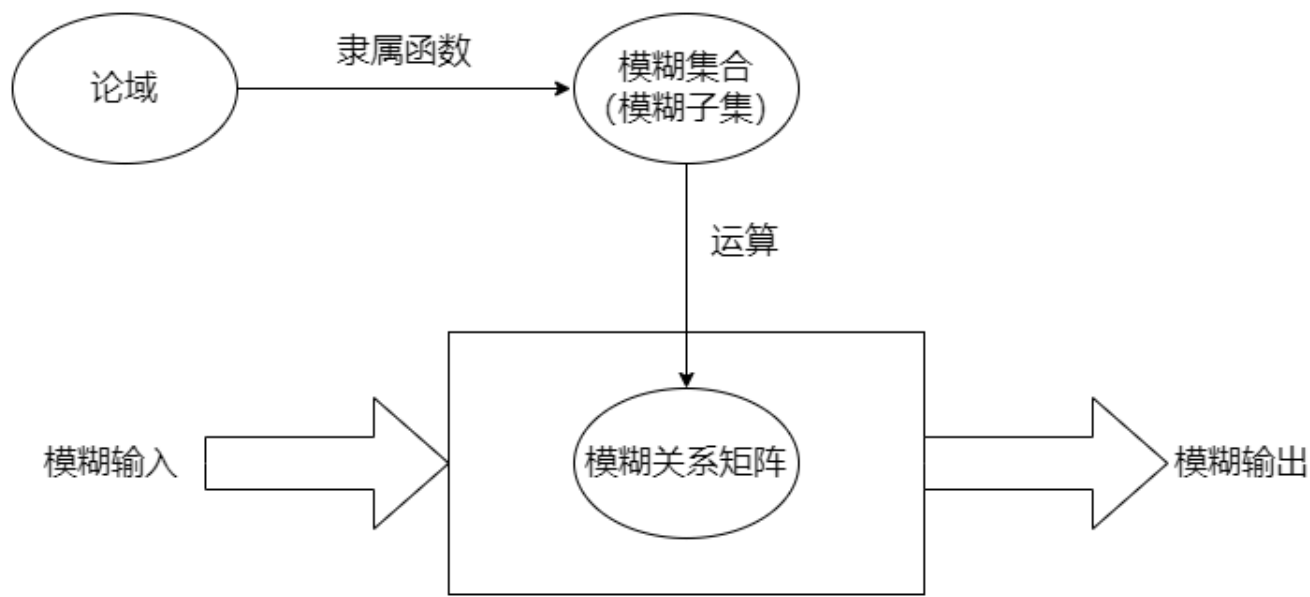 隶属函数
论域
模糊集合
(模糊子集)
运算
模糊输入
模糊关系矩阵
模糊输出